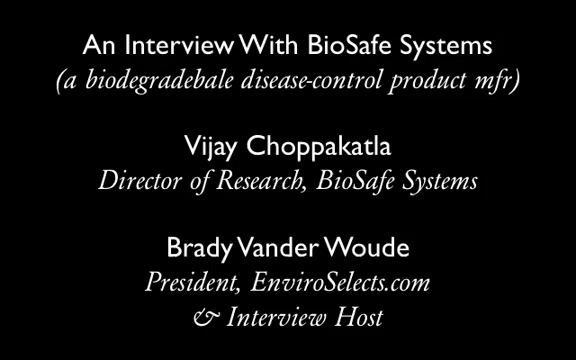 An Interview With BioSafe Systems
(a biodegradebale disease-control product mfr)
Vijay Choppakatla
Director of Research, BioSafe Systems
Brady Vander Woude
President, EnviroSelects.com
& Interview Host